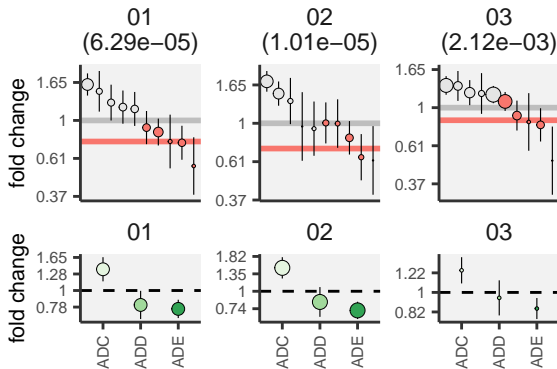 01 02 03
(6.29e−05) (1.01e−05) (2.12e−03)
fold change
1.65 1 0.61 0.37
1.65 1 0.61 0.37
1.65 1 0.61 0.37
01 02 03
fold change
1.65 1.28 1 0.78
1.82 1.35 1 0.74
1.22 1 0.82
ADC ADD ADE ADC ADD ADE ADC ADD ADE